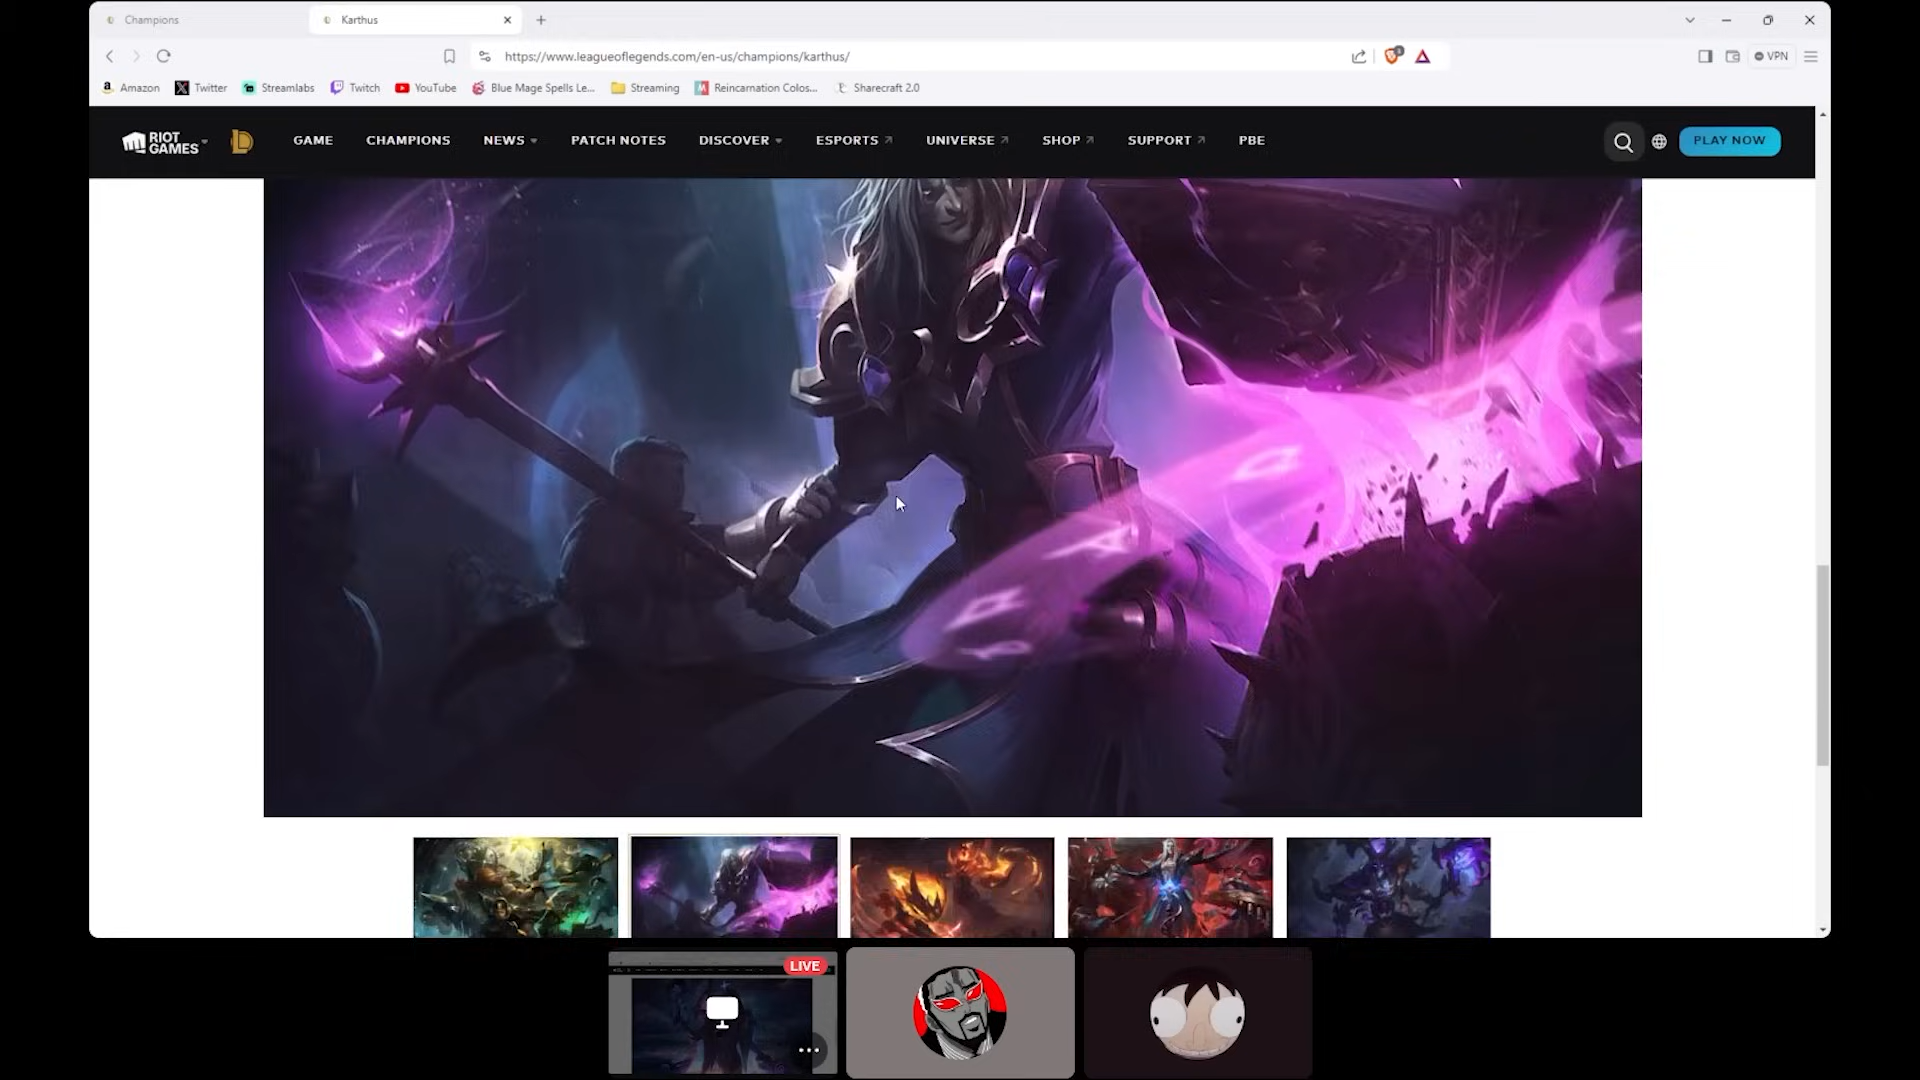 Champions
Karthus
https://www.leagueoflegends.com/en-us/champions/karthus/
VPN
Amazon
Twitter
Streamlabs
Twitch
YouTube
Blue Mage Spells Le...
Streaming
Reincarnation Colos...
Sharecraft 2.0
RIOT
GAMES
GAME
CHAMPIONS
NEWS
PATCH NOTES
DISCOVER
ESPORTS
UNIVERSE
SHOP
SUPPORT
PBE
PLAY NOW
LIVE